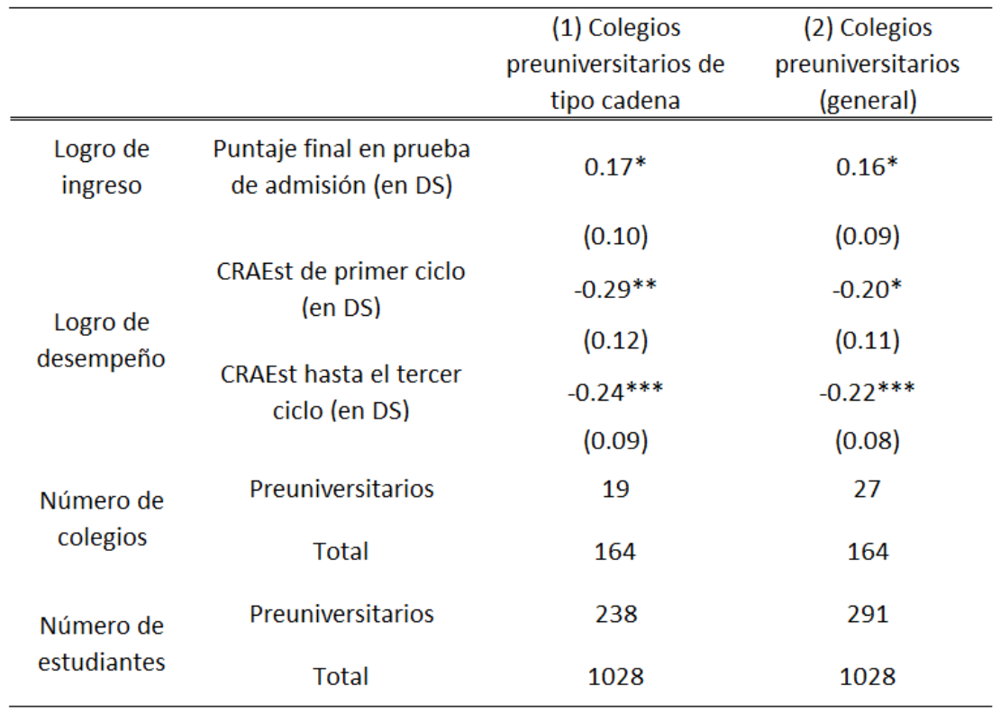 (1) Colegios preuniversitarios de tipo cadena
(2) Colegios preuniversitarios (general)
Logro de ingreso
Puntaje final en prueba de admisión (en DS)
0.17* 0.16*
(0.10) (0.09)
Logro de desempeño
CRAEst de primer ciclo (en DS)
-0.29** -0.20*
(0.12) (0.11)
CRAEst hasta el tercer ciclo (en DS)
-0.24*** -0.22***
(0.09) (0.08)
Número de colegios
Preuniversitarios 19 27
Total 164 164
Número de estudiantes
Preuniversitarios 238 291
Total 1028 1028